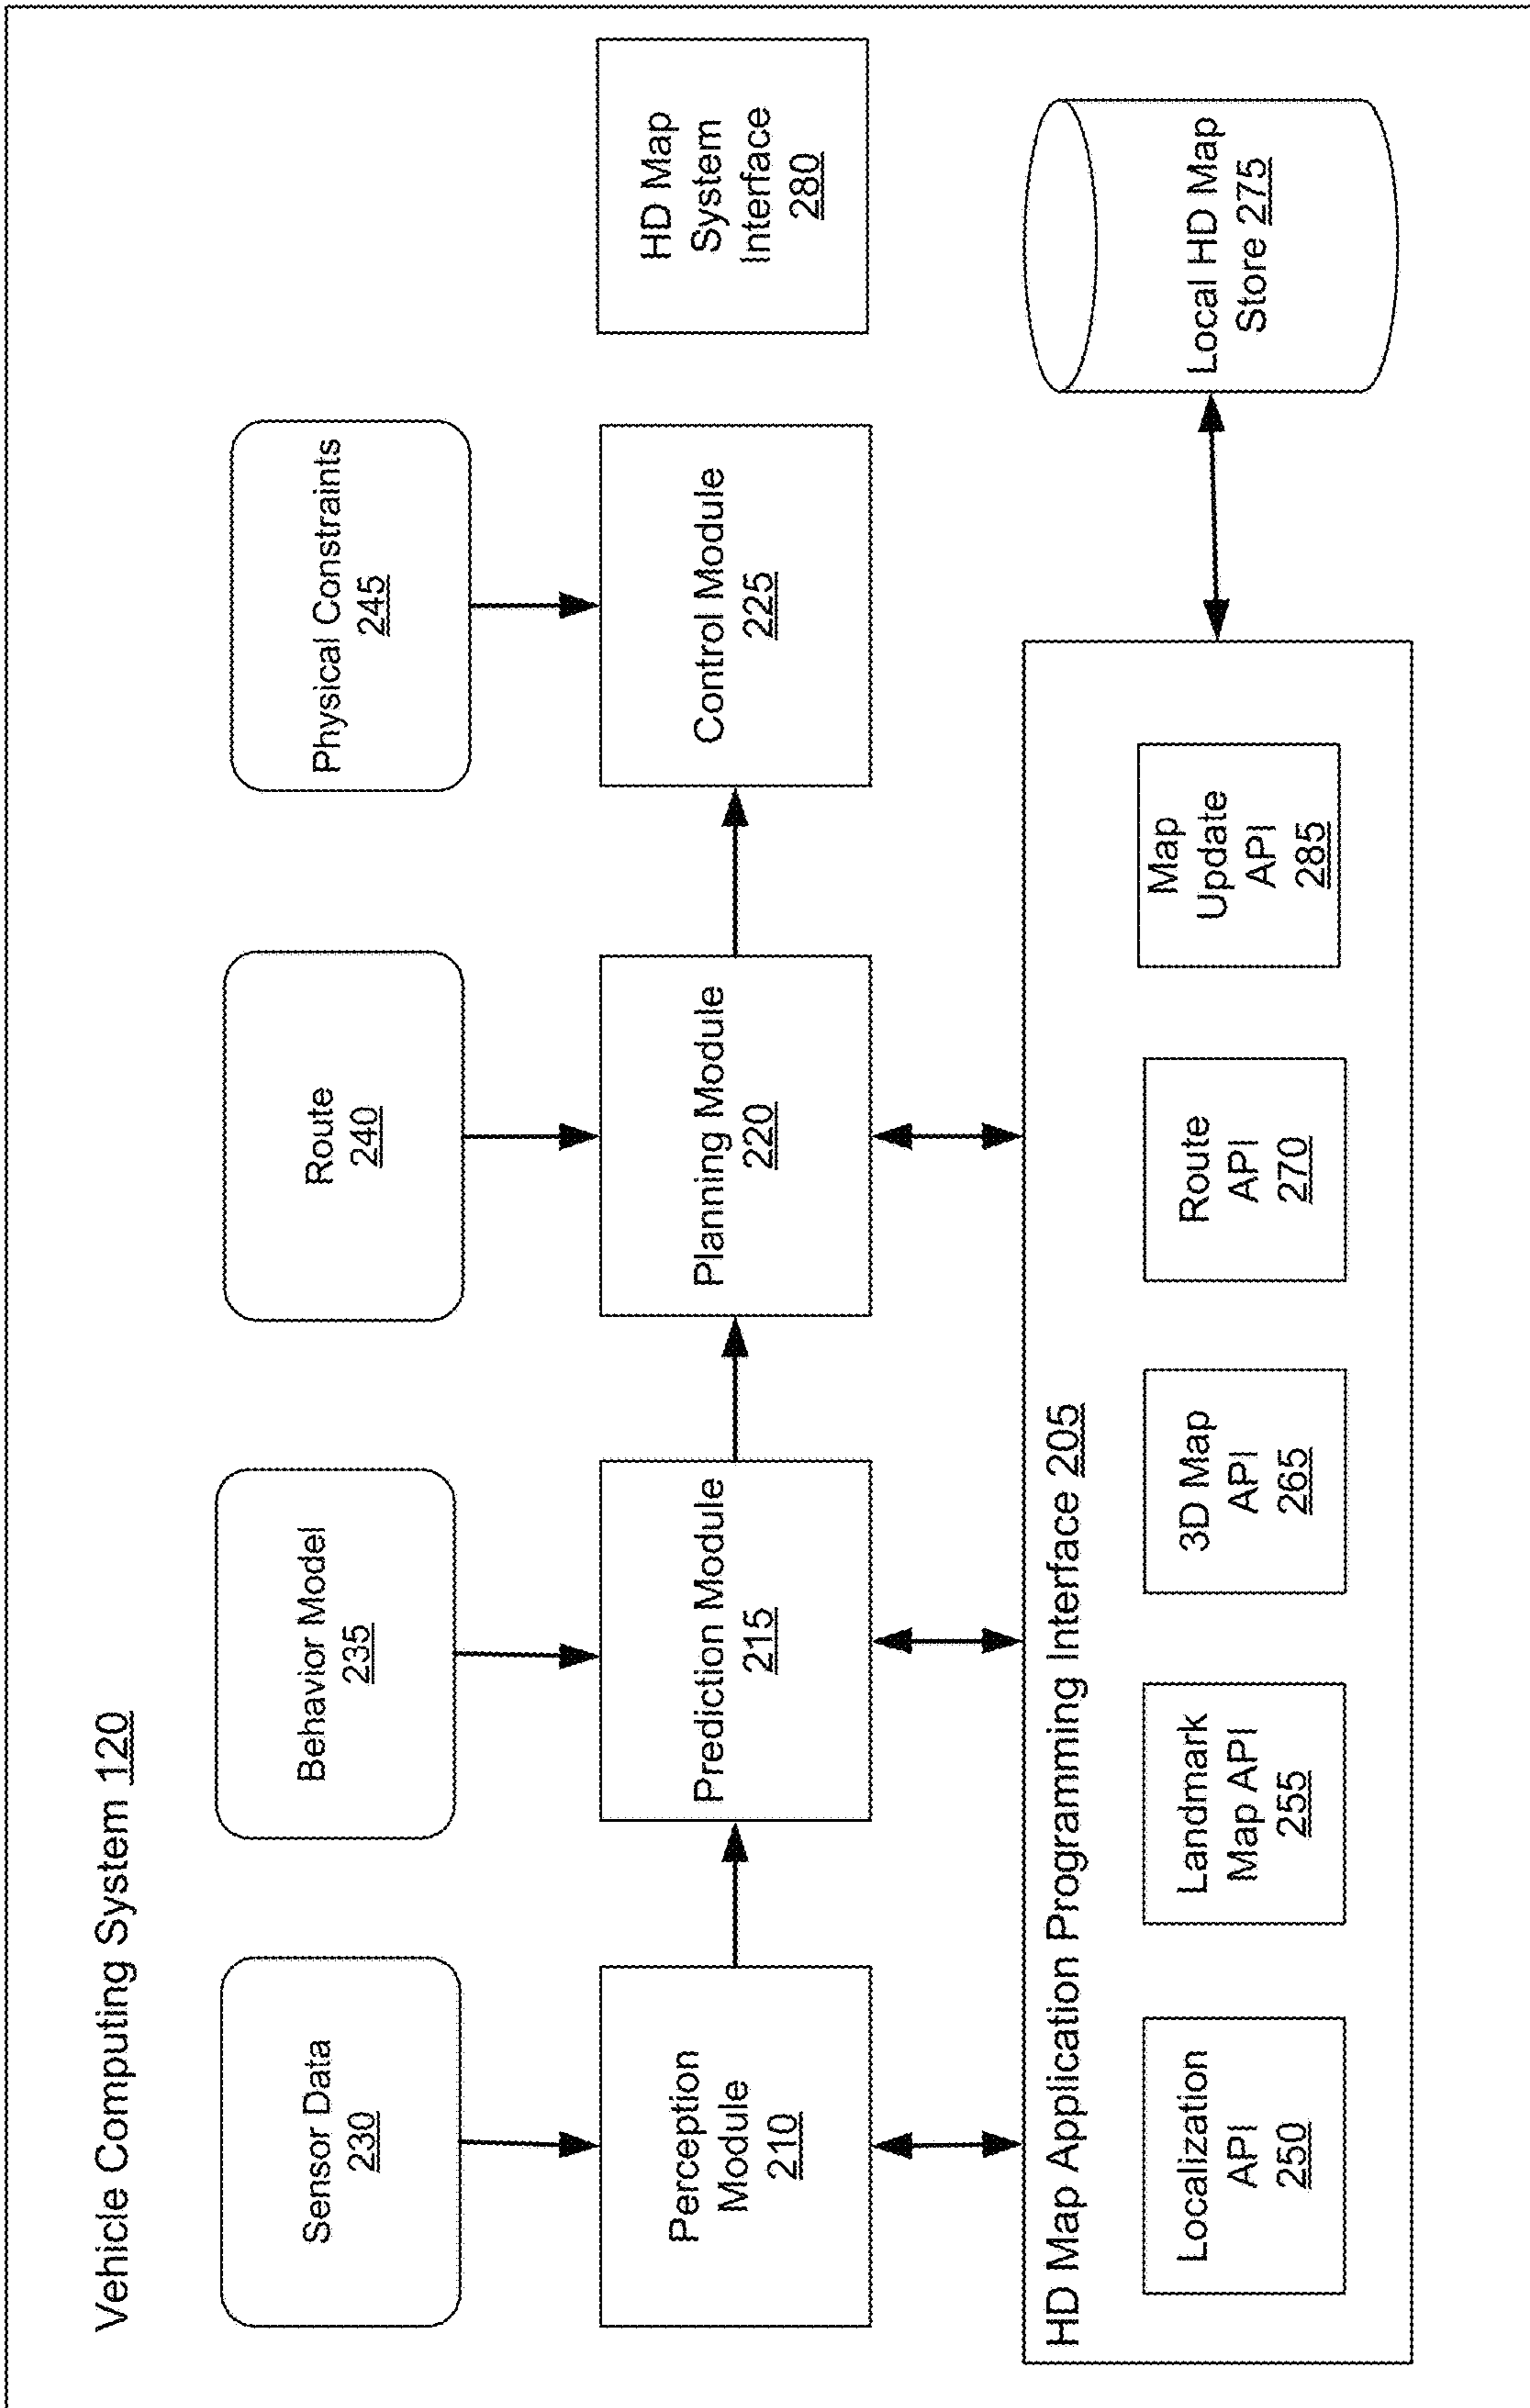 Vehicle Computing System 120
Sensor Data
230
Behavior Model
235
Route
240
Physical Constraints
245
Perception
Module
210
Prediction Module
215
Planning Module
220
Control Module
225
HD Map
System
Interface
280
HD Map Application Programming Interface 205
Localization
API
250
Landmark
Map API
255
3D Map
API
265
Route
API
270
Map
Update
API
285
Local HD Map
Store 275